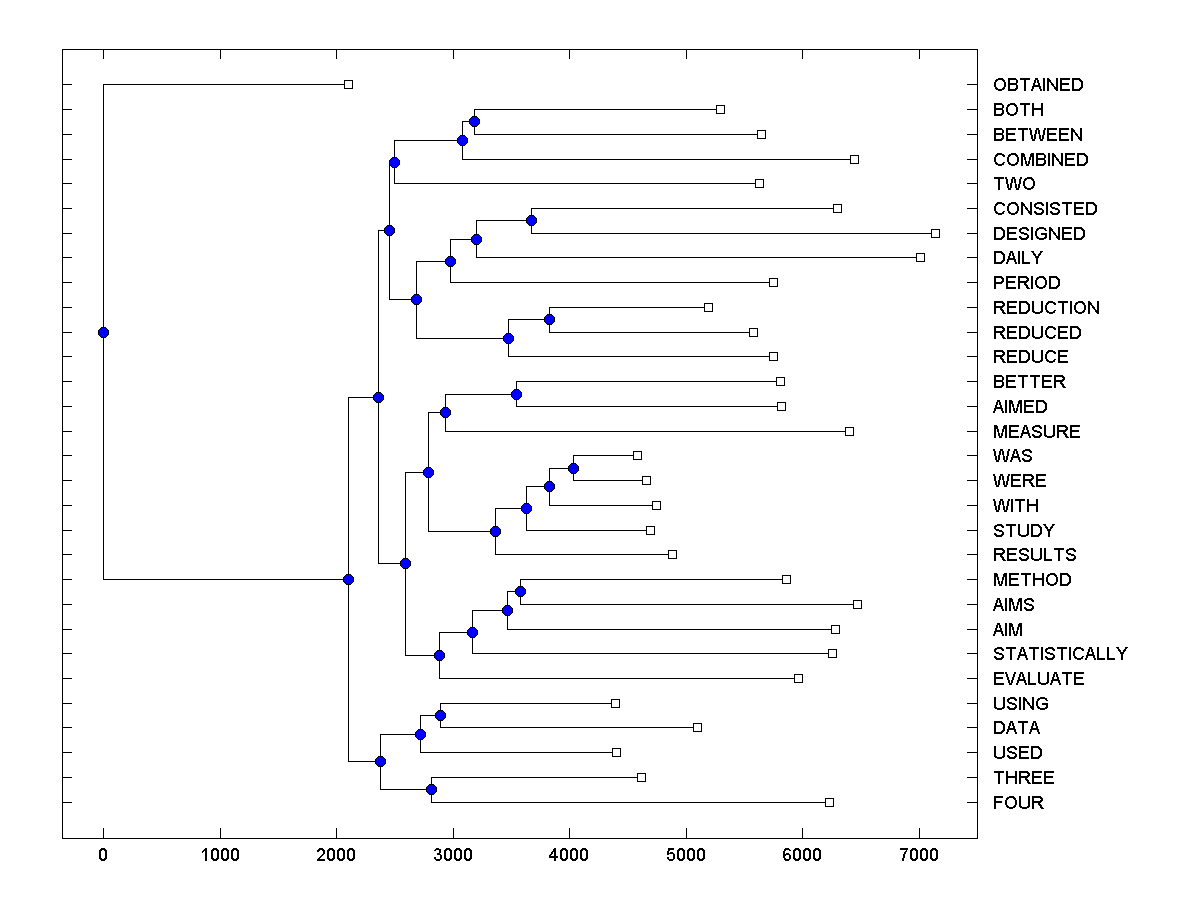 OBTAINED
BOTH
BETWEEN
COMBINED
TWO
CONSISTED
DESIGNED
DAILY
PERIOD
REDUCTION
REDUCED
REDUCE
BETTER
AIMED
MEASURE
WAS
WERE
WITH
STUDY
RESULTS
METHOD
AIMS
AIM
STATISTICALLY
EVALUATE
USING
DATA
USED
THREE
FOUR
0 1000 2000 3000 4000 5000 6000 7000